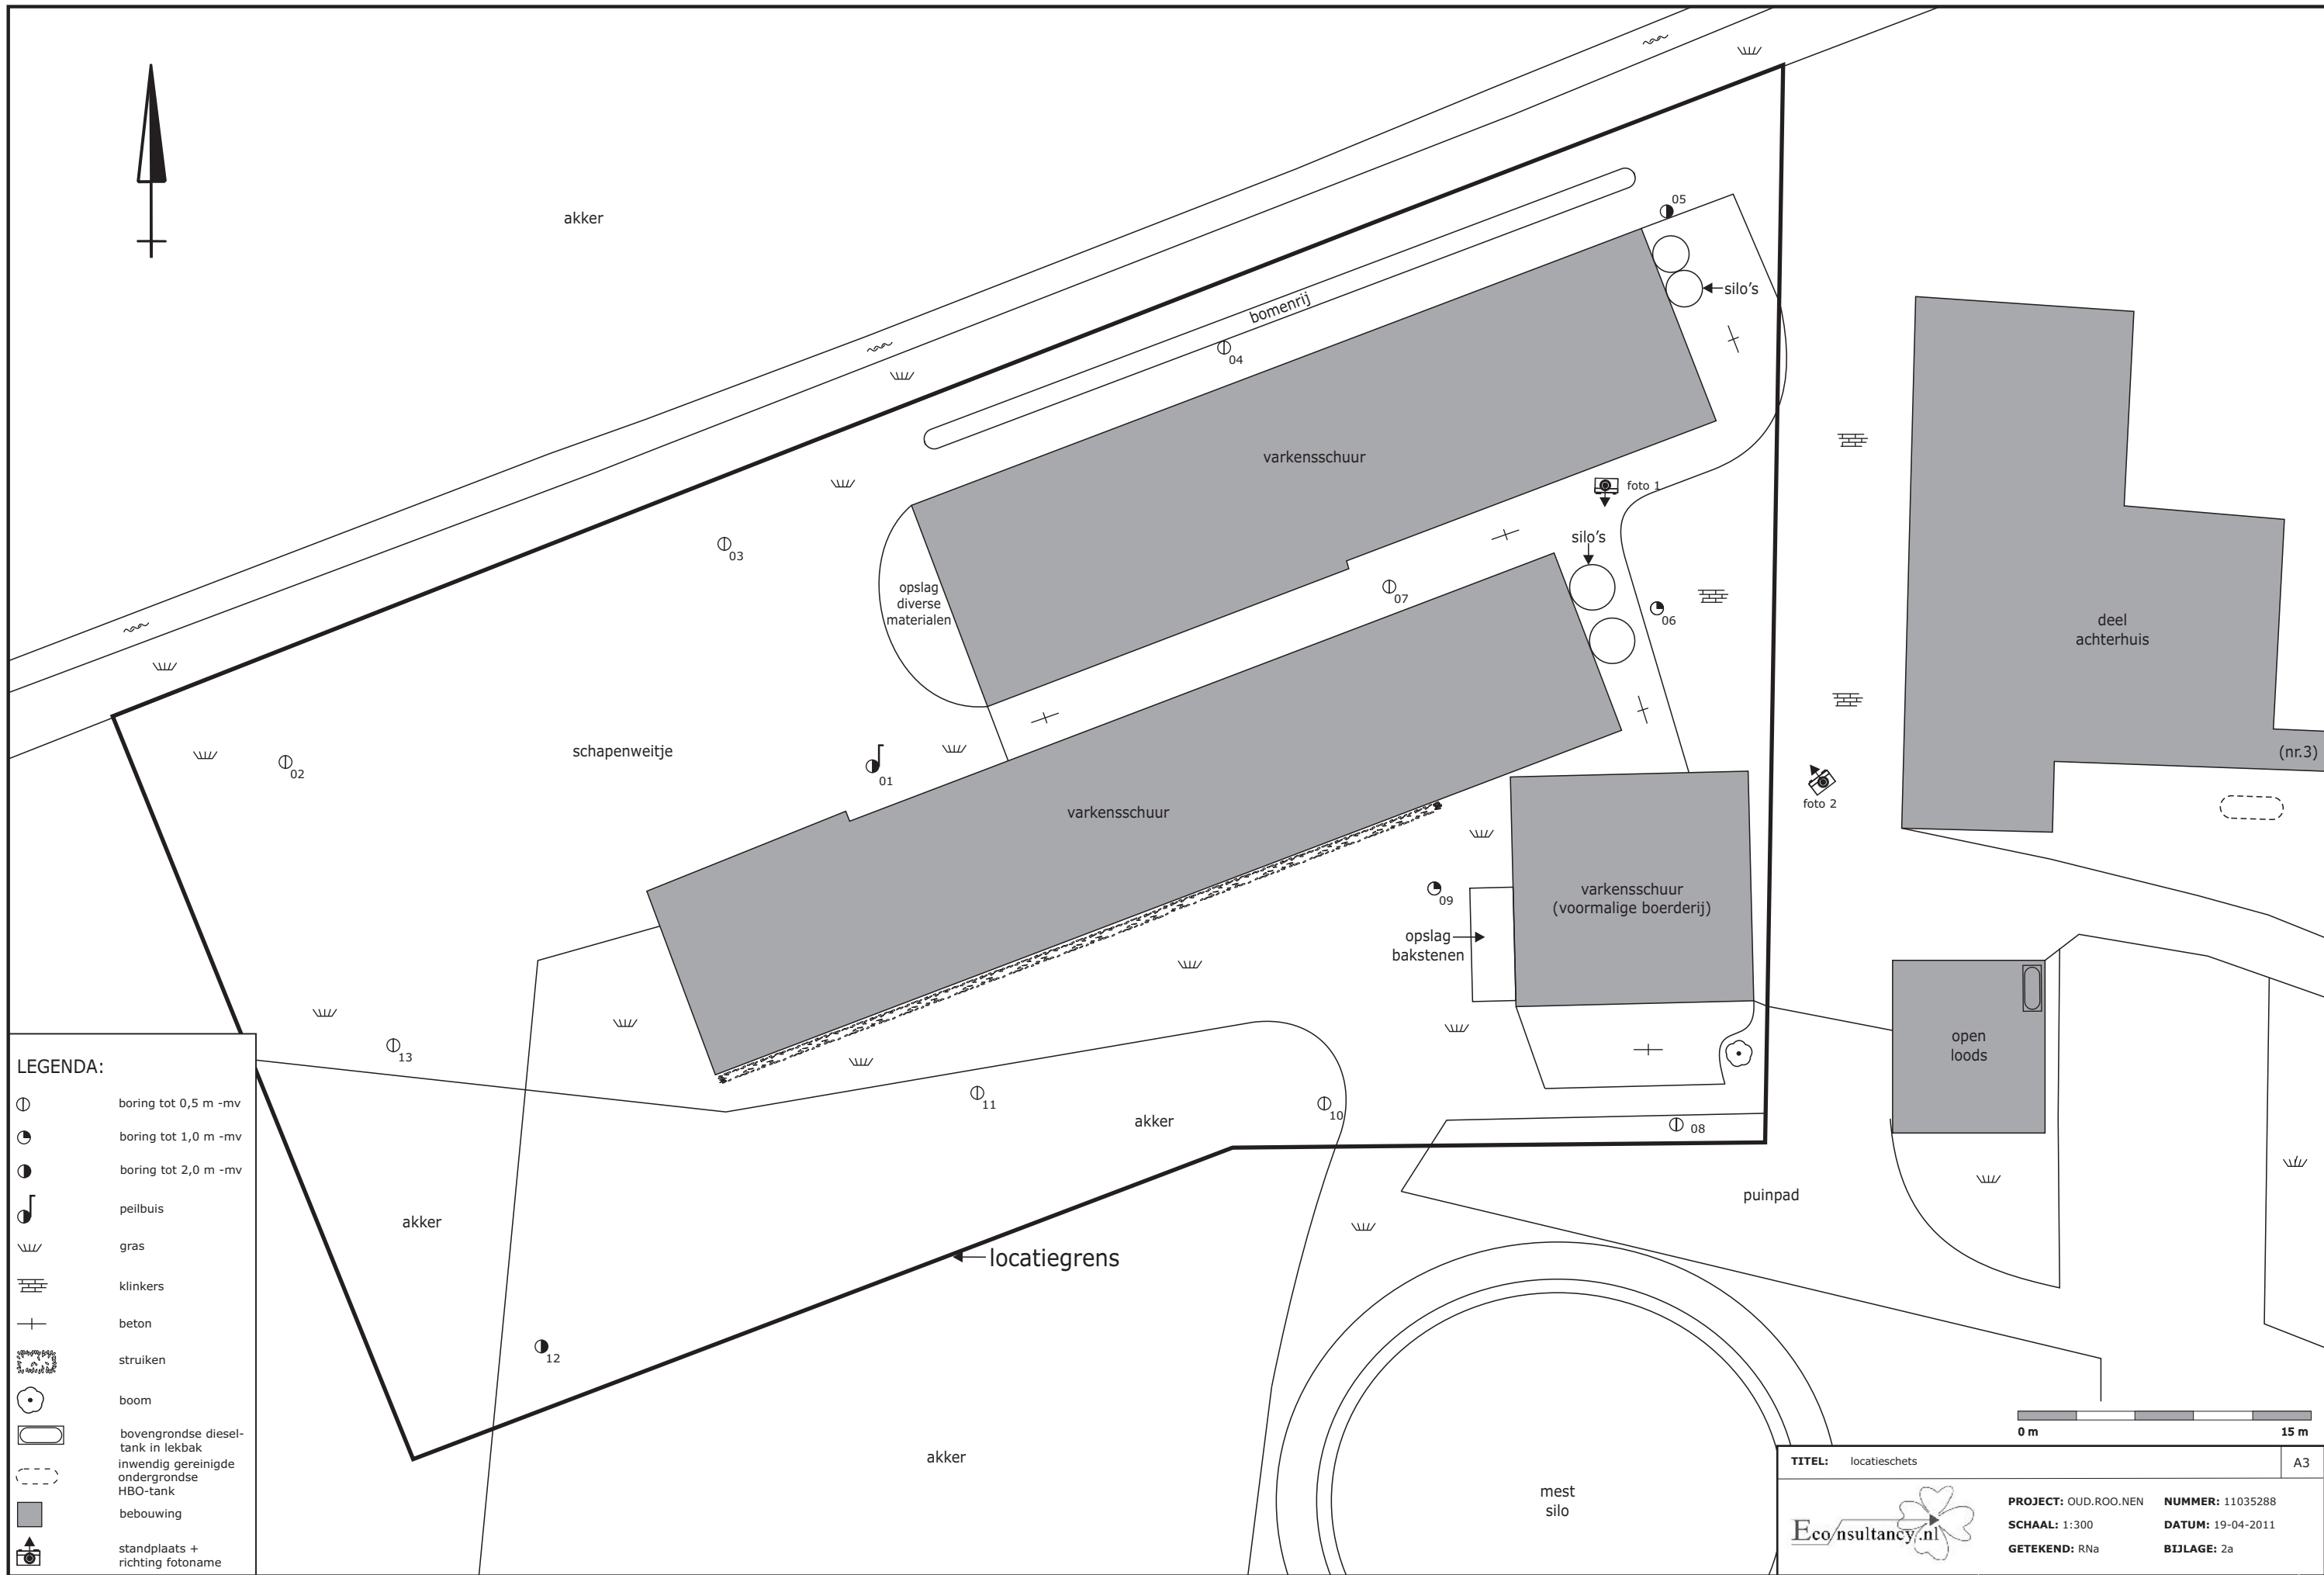 akker
05
silo's
bomenrij
04
varkensschuur
foto 1
silo's
03
opslag
diverse
materialen
07
06
deel
achterhuis
(nr.3)
schapenweitje
02
01
foto 2
varkensschuur
varkensschuur
(voormalige boerderij)
09
opslag
bakstenen
open
loods
13
11
10
akker
08
puinpad
akker
locatiegrens
12
akker
mest
silo
LEGENDA:
boring tot 0,5 m -mv
boring tot 1,0 m -mv
boring tot 2,0 m -mv
peilbuis
gras
klinkers
beton
struiken
boom
bovengrondse diesel-
tank in lekbak
inwendig gereinigde
ondergrondse
HBO-tank
bebouwing
standplaats +
richting fotoname
0 m 15 m
TITEL: locatieschets A3
Econsultancy.nl
PROJECT: OUD.ROO.NEN NUMMER: 11035288
SCHAAL: 1:300 DATUM: 19-04-2011
GETEKEND: RNa BIJLAGE: 2a